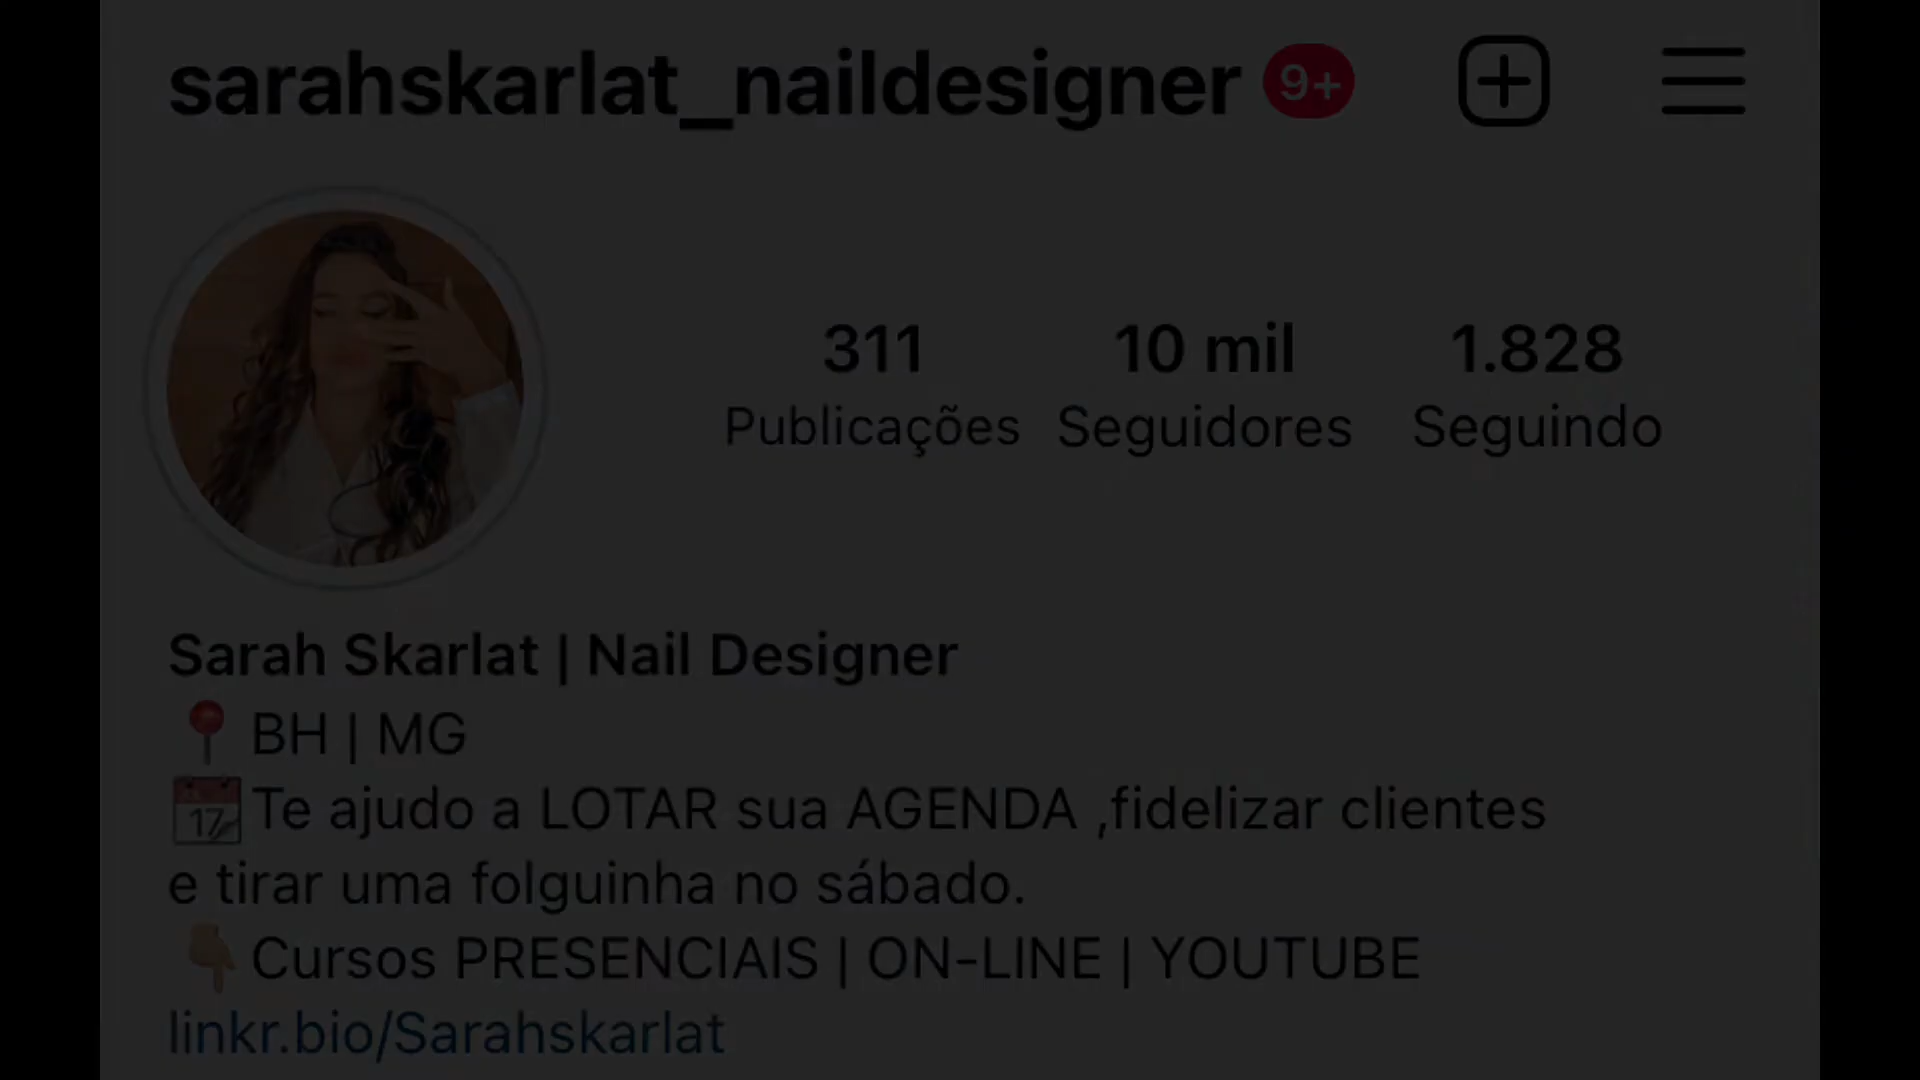 sarahskarlat_naildesigner 9+
311 10 mil 1.828
Publicações Seguidores Seguindo
Sarah Skarlat | Nail Designer
📍 BH | MG
📅 17 Te ajudo a LOTAR sua AGENDA ,fidelizar clientes
e tirar uma folguinha no sábado.
👇🏼 Cursos PRESENCIAIS | ON-LINE | YOUTUBE
linkr.bio/Sarahskarlat